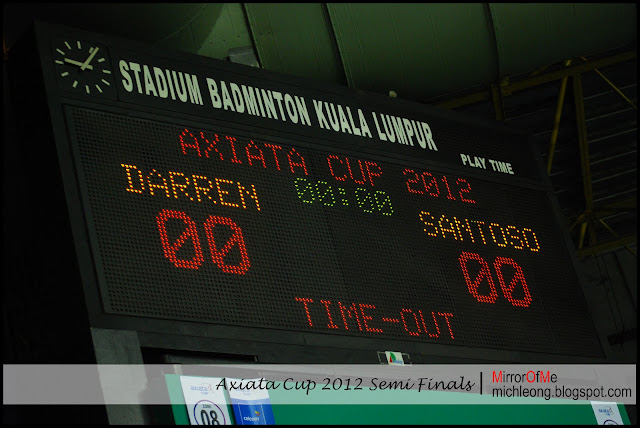 STADIUM BADMINTON KUALA LUMPUR
PLAY TIME
AXIATA CUP 2012
DARREN 00:00 SANTOSO
00 00
TIME-OUT
Axiata Cup 2012 Semi Finals | MirrorOfMe
michleong.blogspot.com
08